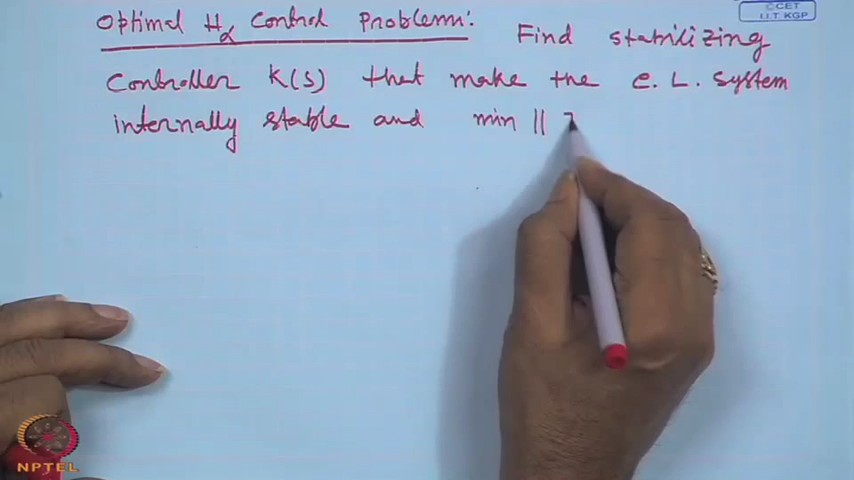 Optimal H∞ Control Problem: Find stabilizing
Controller K(S) that make the C.L. System
internally stable and min ||
©CET
I.I.T. KGP
NPTEL